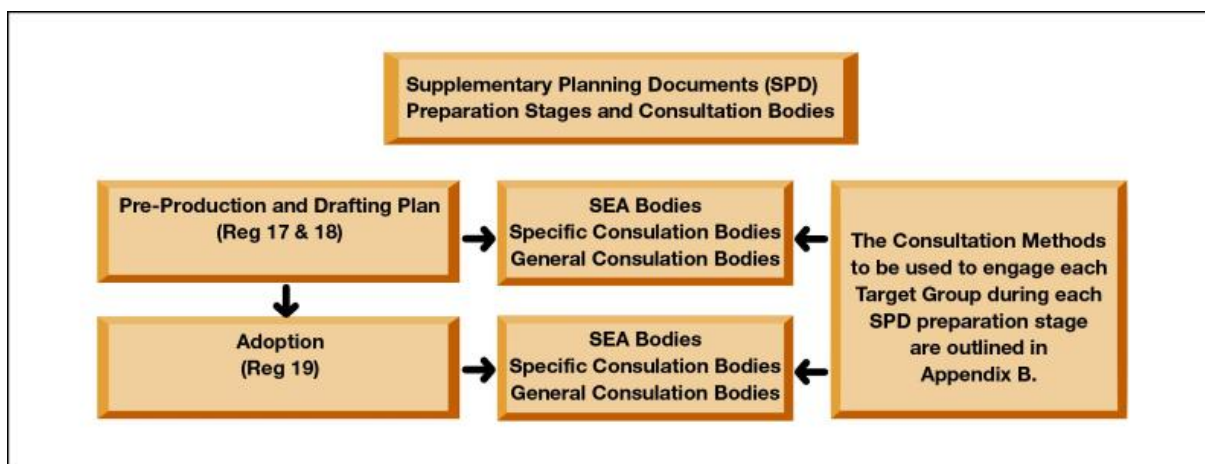 Supplementary Planning Documents (SPD)
Preparation Stages and Consultation Bodies
Pre-Production and Drafting Plan
(Reg 17 & 18)
SEA Bodies
Specific Consulation Bodies
General Consulation Bodies
Adoption
(Reg 19)
SEA Bodies
Specific Consulation Bodies
General Consulation Bodies
The Consultation Methods
to be used to engage each
Target Group during each
SPD preparation stage
are outlined in
Appendix B.